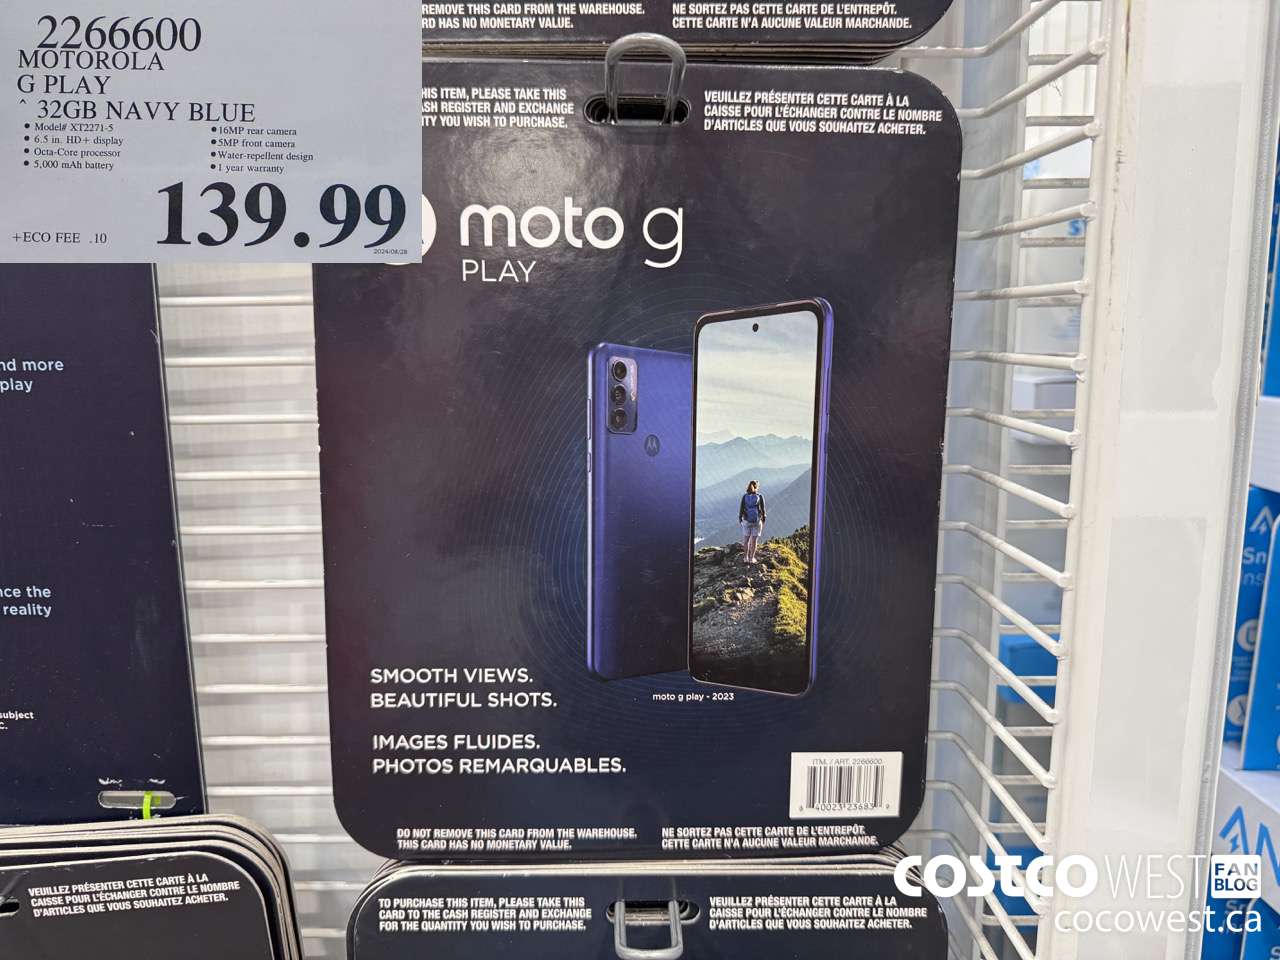 2266600
MOTOROLA
G PLAY
^ 32GB NAVY BLUE
• Model# XT2271-5
• 6.5 in. HD+ display
• Octa-Core processor
• 5,000 mAh battery
• 16MP rear camera
• 5MP front camera
• Water-repellent design
• 1 year warranty
139.99
+ECO FEE .10
2024/08/28
REMOVE THIS CARD FROM THE WAREHOUSE.
RD HAS NO MONETARY VALUE.
NE SORTEZ PAS CETTE CARTE DE L'ENTREPÔT.
CETTE CARTE N'A AUCUNE VALEUR MARCHANDE.
HIS ITEM, PLEASE TAKE THIS
ASH REGISTER AND EXCHANGE
ITY YOU WISH TO PURCHASE.
VEUILLEZ PRÉSENTER CETTE CARTE À LA
CAISSE POUR L'ÉCHANGER CONTRE LE NOMBRE
D'ARTICLES QUE VOUS SOUHAITEZ ACHETER.
moto g
PLAY
nd more
play
nce the
reality
subject
C.
SMOOTH VIEWS.
BEAUTIFUL SHOTS.
moto g play - 2023
IMAGES FLUIDES.
PHOTOS REMARQUABLES.
ITM. / ART. 2266600
8 40023 23683 9
DO NOT REMOVE THIS CARD FROM THE WAREHOUSE.
THIS CARD HAS NO MONETARY VALUE.
NE SORTEZ PAS CETTE CARTE DE L'ENTREPÔT.
CETTE CARTE N'A AUCUNE VALEUR MARCHANDE.
VEUILLEZ PRÉSENTER CETTE CARTE À LA
CAISSE POUR L'ÉCHANGER CONTRE LE NOMBRE
D'ARTICLES QUE VOUS SOUHAITEZ ACHETER.
TO PURCHASE THIS ITEM, PLEASE TAKE THIS
CARD TO THE CASH REGISTER AND EXCHANGE
FOR THE QUANTITY YOU WISH TO PURCHASE.
VEUILLEZ PRÉSENTER CETTE CARTE À LA
CAISSE POUR L'ÉCHANGER CONTRE LE NOMBRE
D'ARTICLES QUE VOUS SOUHAITEZ ACHETER.
COSTCO WEST FAN BLOG
cocowest.ca